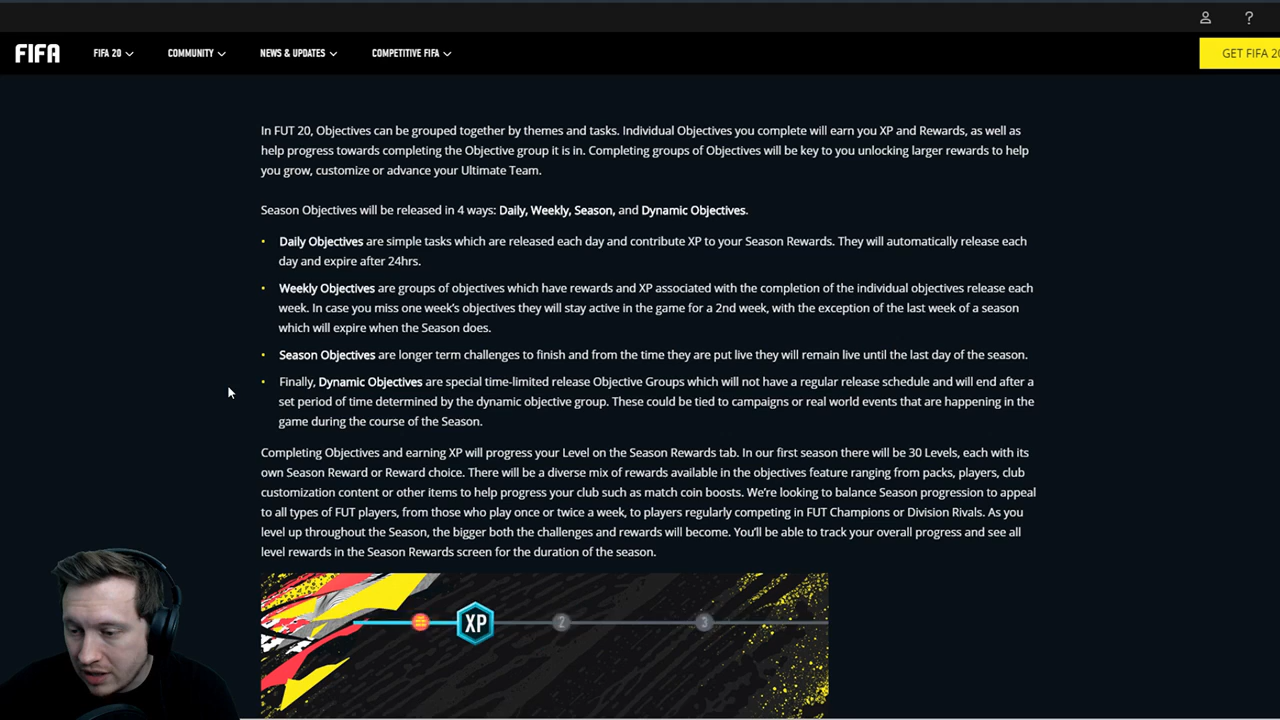 FIFA
FIFA 20
COMMUNITY
NEWS & UPDATES
COMPETITIVE FIFA
?
GET FIFA 20
In FUT 20, Objectives can be grouped together by themes and tasks. Individual Objectives you complete will earn you XP and Rewards, as well as
help progress towards completing the Objective group it is in. Completing groups of Objectives will be key to you unlocking larger rewards to help
you grow, customize or advance your Ultimate Team.
Season Objectives will be released in 4 ways: Daily, Weekly, Season, and Dynamic Objectives.
• Daily Objectives are simple tasks which are released each day and contribute XP to your Season Rewards. They will automatically release each
day and expire after 24hrs.
• Weekly Objectives are groups of objectives which have rewards and XP associated with the completion of the individual objectives release each
week. In case you miss one week's objectives they will stay active in the game for a 2nd week, with the exception of the last week of a season
which will expire when the Season does.
• Season Objectives are longer term challenges to finish and from the time they are put live they will remain live until the last day of the season.
• Finally, Dynamic Objectives are special time-limited release Objective Groups which will not have a regular release schedule and will end after a
set period of time determined by the dynamic objective group. These could be tied to campaigns or real world events that are happening in the
game during the course of the Season.
Completing Objectives and earning XP will progress your Level on the Season Rewards tab. In our first season there will be 30 Levels, each with its
own Season Reward or Reward choice. There will be a diverse mix of rewards available in the objectives feature ranging from packs, players, club
customization content or other items to help progress your club such as match coin boosts. We're looking to balance Season progression to appeal
to all types of FUT players, from those who play once or twice a week, to players regularly competing in FUT Champions or Division Rivals. As you
level up throughout the Season, the bigger both the challenges and rewards will become. You'll be able to track your overall progress and see all
level rewards in the Season Rewards screen for the duration of the season.
XP
2
3